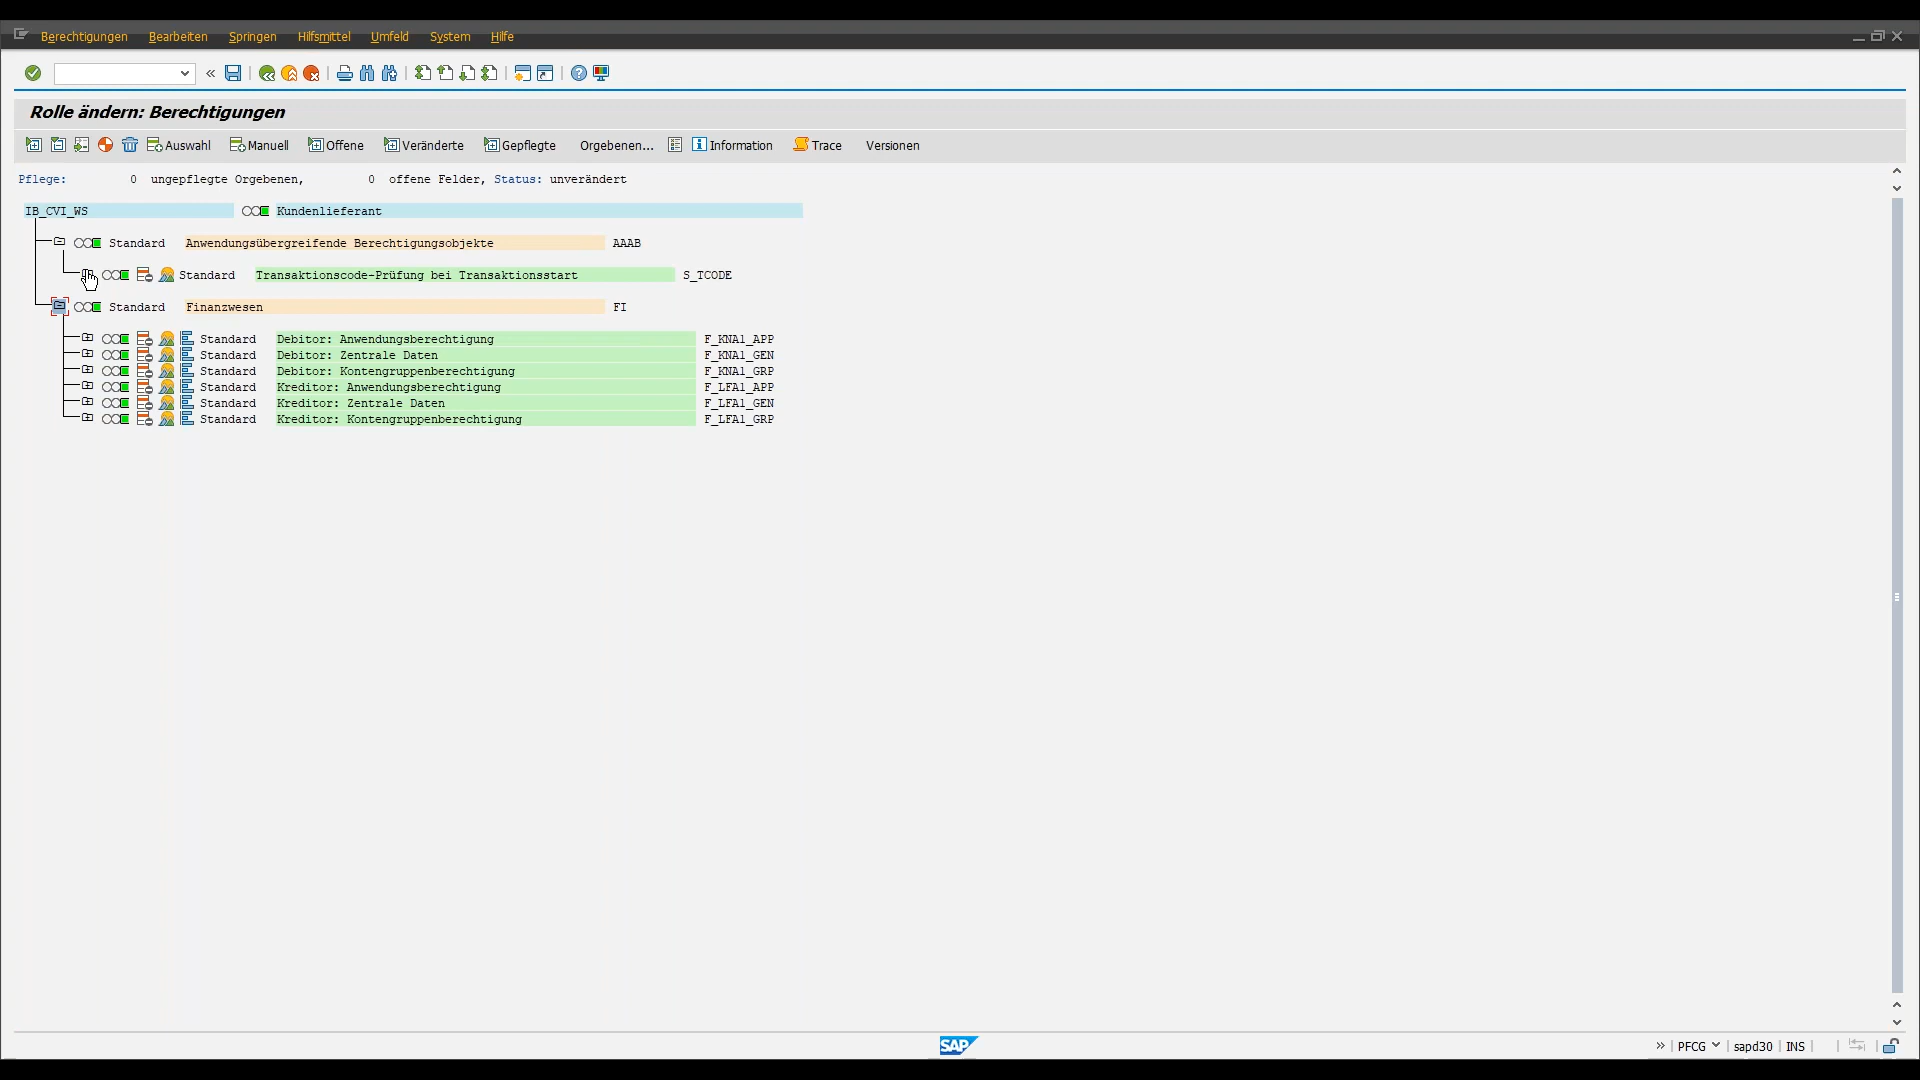 Berechtigungen Bearbeiten Springen Hilfsmittel Umfeld System Hilfe
Rolle ändern: Berechtigungen
Auswahl Manuell Offene Veränderte Gepflegte Orgebenen... Information Trace Versionen
Pflege: 0 ungepflegte Orgebenen, 0 offene Felder, Status: unverändert
IB_CVI_WS Kundenlieferant
Standard Anwendungsübergreifende Berechtigungsobjekte AAAB
Standard Transaktionscode-Prüfung bei Transaktionsstart S_TCODE
Standard Finanzwesen FI
Standard Debitor: Anwendungsberechtigung F_KNA1_APP
Standard Debitor: Zentrale Daten F_KNA1_GEN
Standard Debitor: Kontengruppenberechtigung F_KNA1_GRP
Standard Kreditor: Anwendungsberechtigung F_LFA1_APP
Standard Kreditor: Zentrale Daten F_LFA1_GEN
Standard Kreditor: Kontengruppenberechtigung F_LFA1_GRP
SAP PFCG sapd30 INS